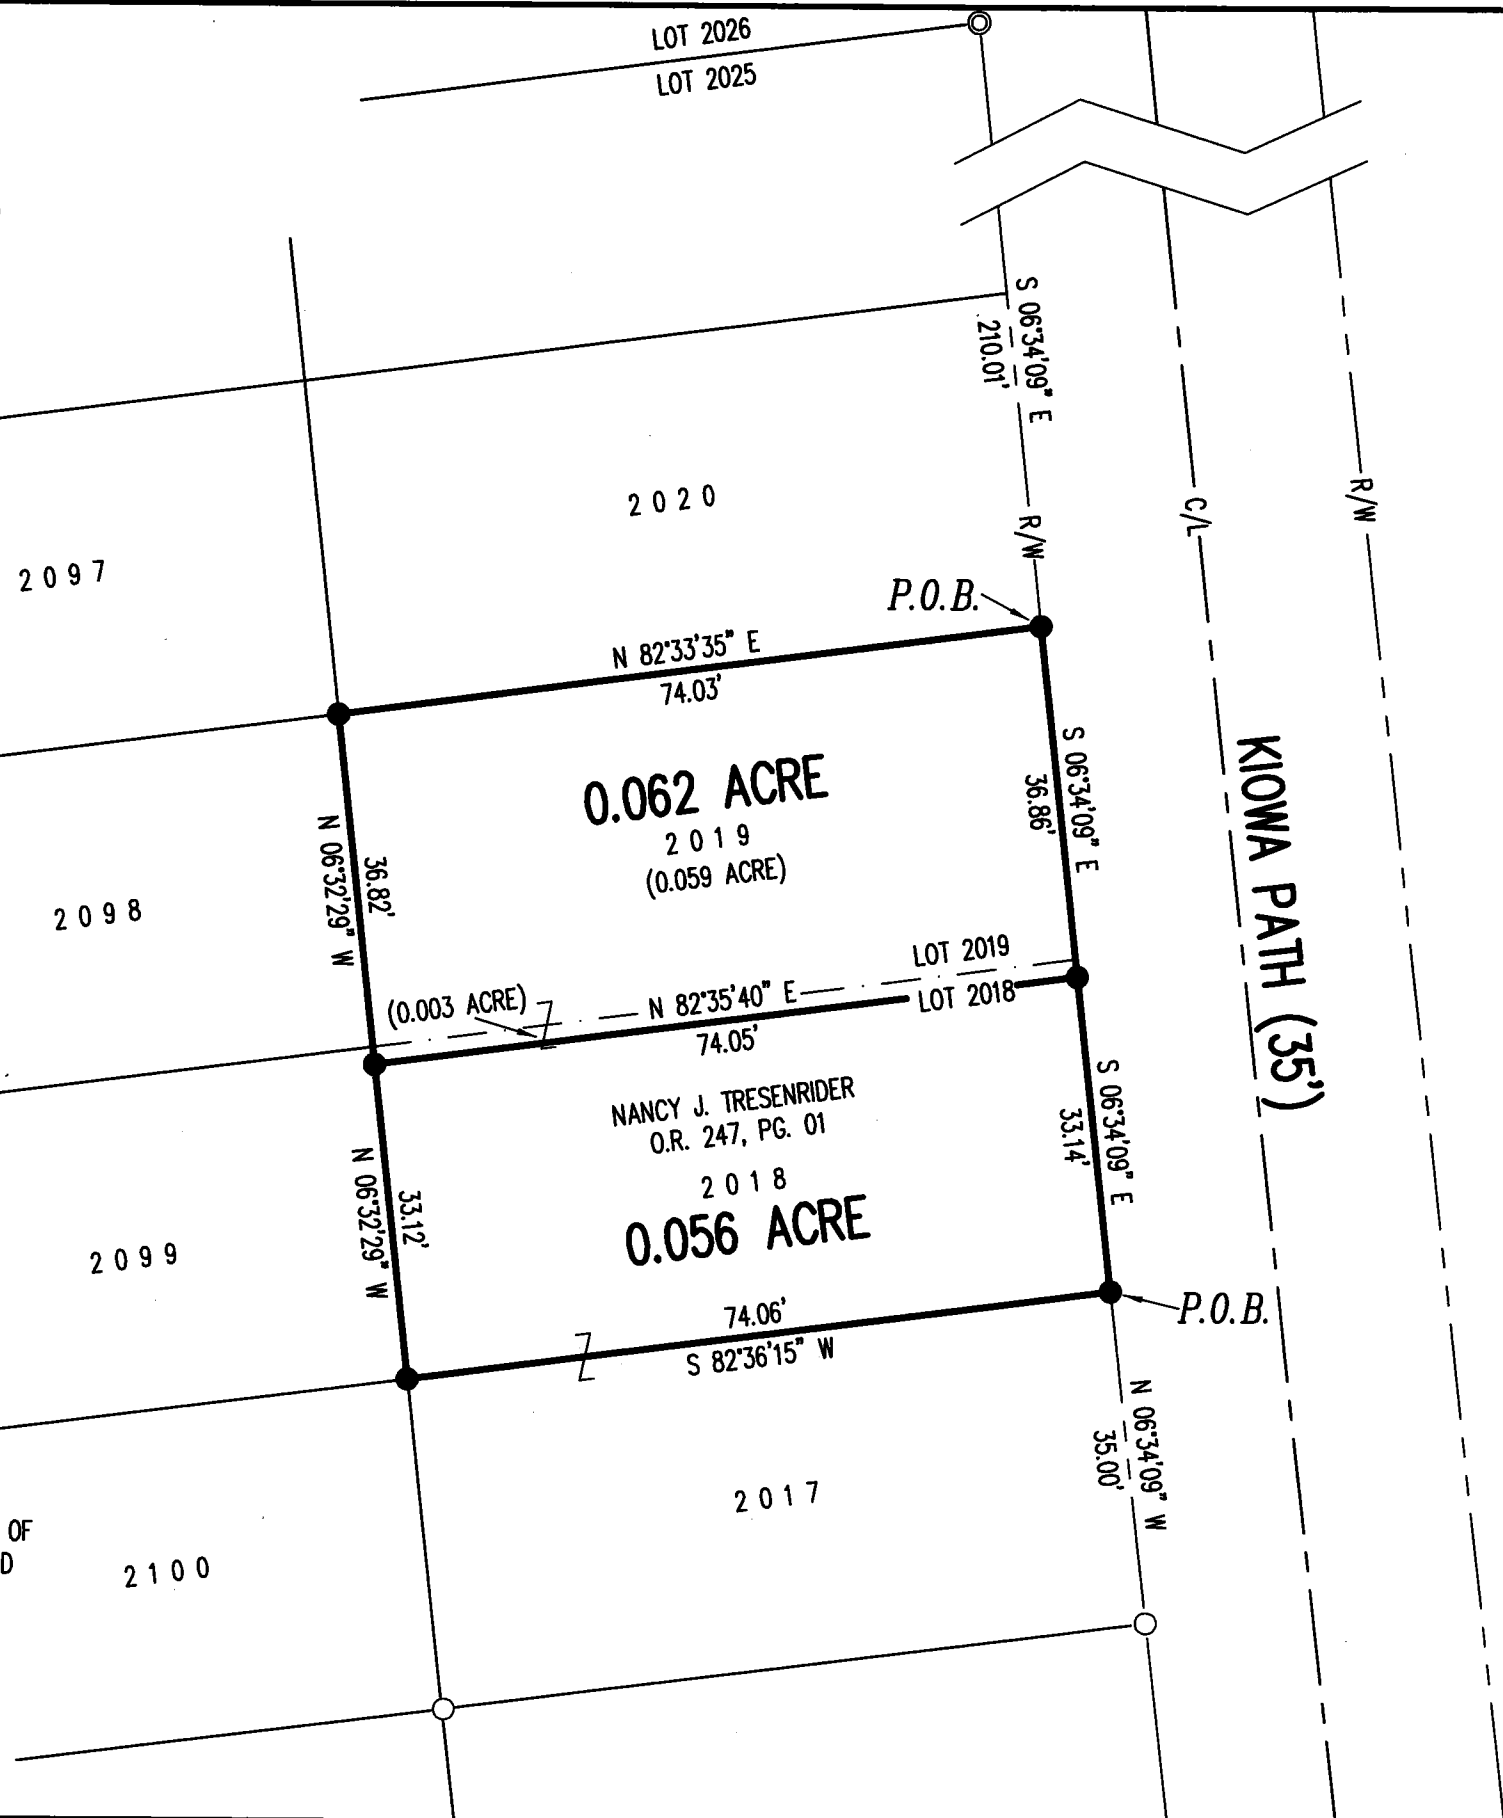 LOT 2026
LOT 2025
S 06°34'09" E
210.01'
2020
R/W
C/L
R/W
2097
P.O.B.
N 82°33'35" E
74.03'
0.062 ACRE
2019
(0.059 ACRE)
S 06°34'09" E
36.86'
KIOWA PATH (35')
N 06°32'29" W
36.82'
2098
LOT 2019
(0.003 ACRE)
N 82°35'40" E
LOT 2018
74.05'
NANCY J. TRESENRIDER
O.R. 247, PG. 01
2018
0.056 ACRE
S 06°34'09" E
33.14'
N 06°32'29" W
33.12'
2099
74.06'
S 82°36'15" W
P.O.B.
N 06°34'09" W
35.00'
2017
OF
D
2100